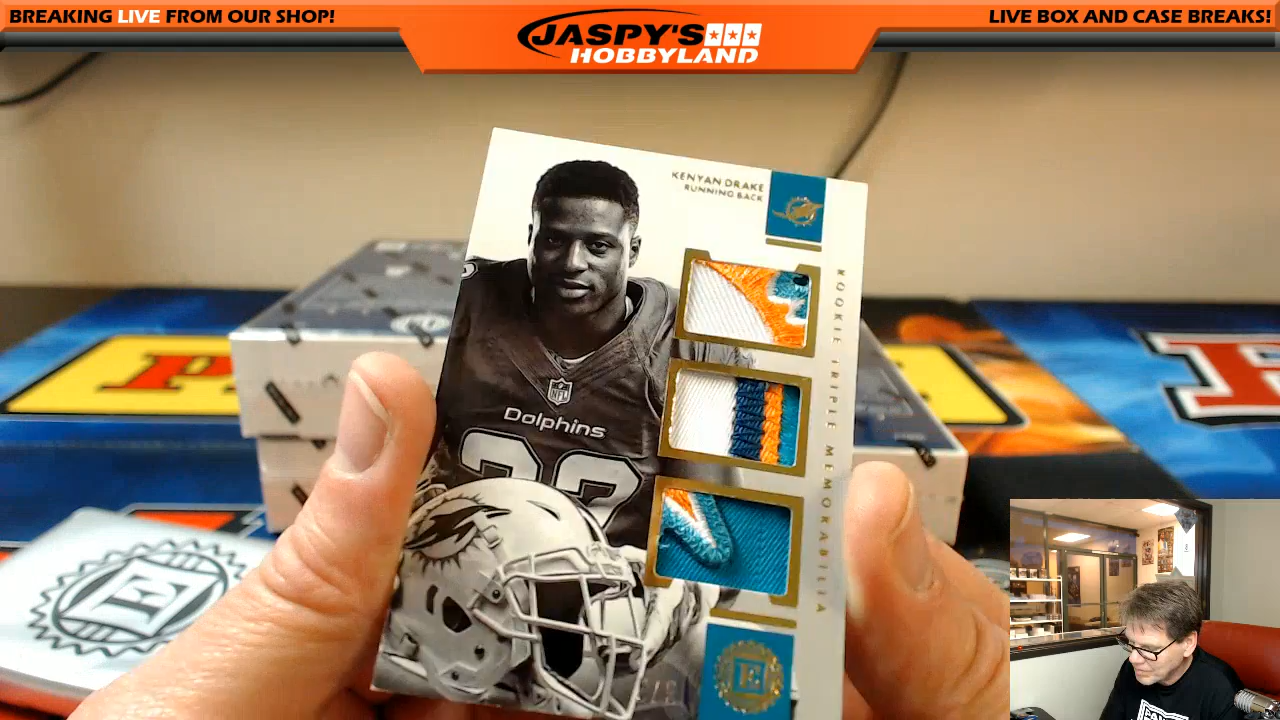 BREAKING LIVE FROM OUR SHOP!
JASPY'S
HOBBYLAND
LIVE BOX AND CASE BREAKS!
KENYAN DRAKE
RUNNING BACK
ROOKIE TRIPLE MEMORABILIA
NFL
Dolphins
E
E